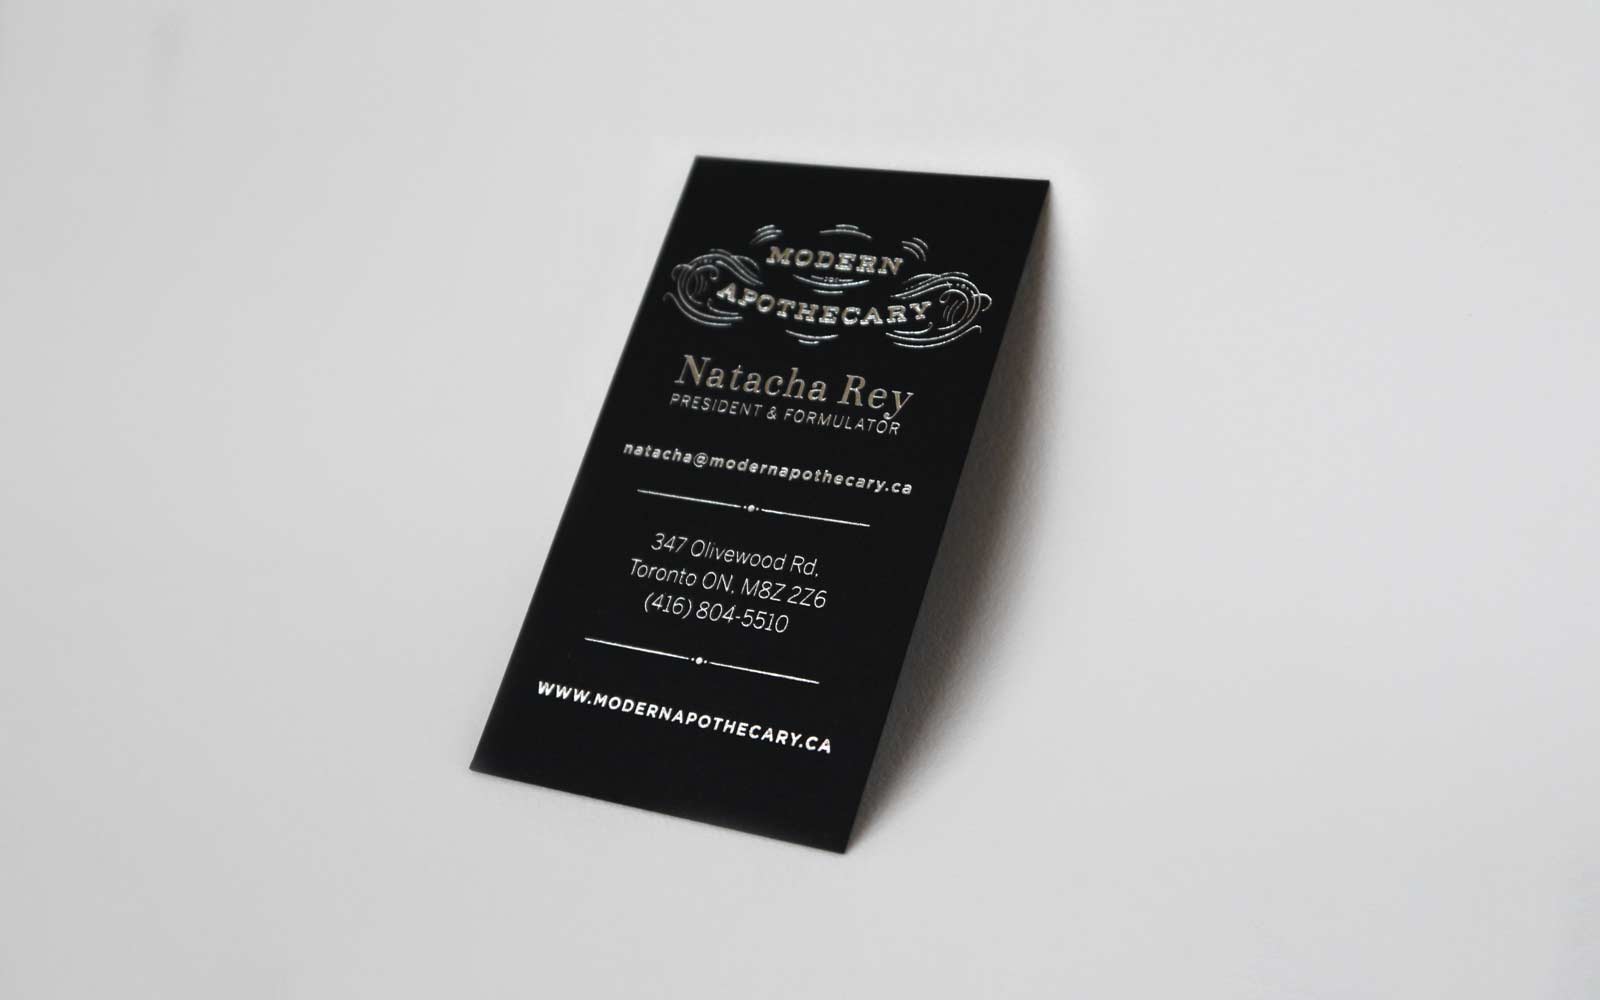 MODERN
APOTHECARY
Natacha Rey
PRESIDENT & FORMULATOR
natacha@modernapothecary.ca
347 Olivewood Rd,
Toronto ON, M8Z 2Z6
(416) 804-5510
WWW.MODERNAPOTHECARY.CA